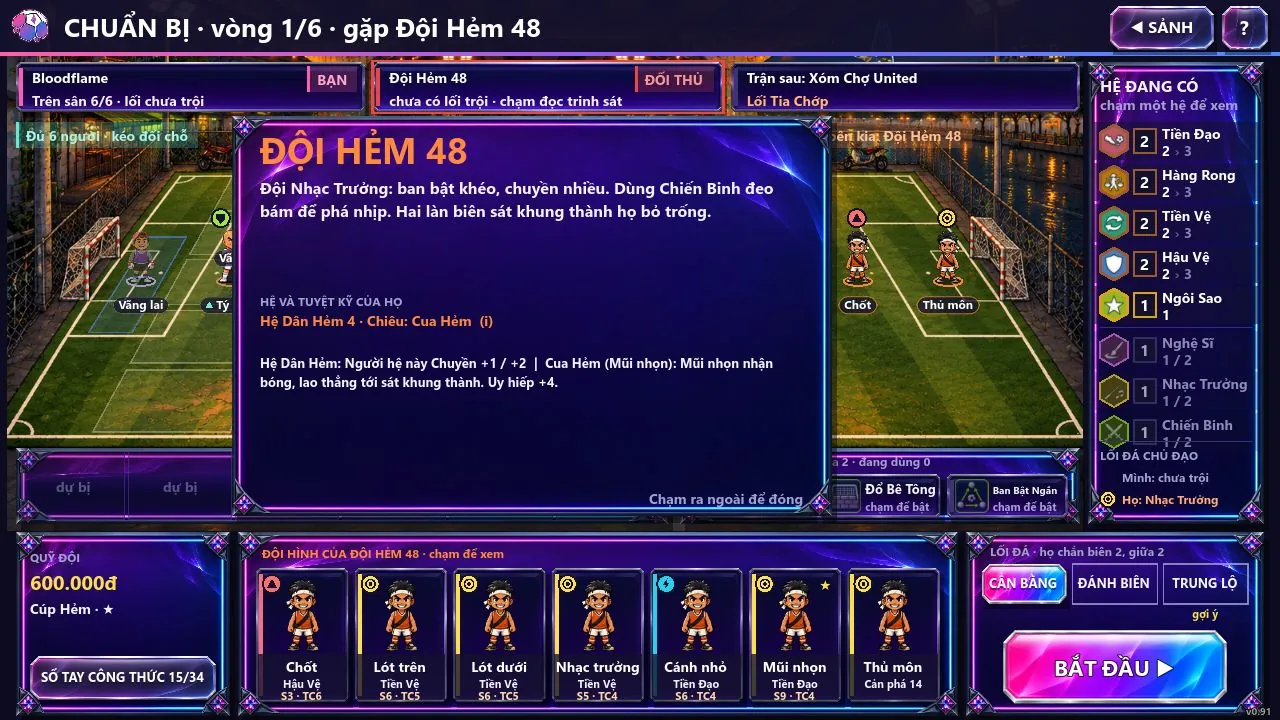 CHUẨN BỊ · vòng 1/6 · gặp Đội Hẻm 48
◀ SẢNH
?
Bloodflame
BẠN
Trên sân 6/6 · lối chưa trội
Đội Hẻm 48
ĐỐI THỦ
chưa có lối trội · chạm đọc trinh sát
Trận sau: Xóm Chợ United
Lối Tia Chớp
Đủ 6 người · kéo đổi chỗ
bên kia: Đội Hẻm 48
ĐỘI HẺM 48
Đội Nhạc Trưởng: ban bật khéo, chuyền nhiều. Dùng Chiến Binh đeo
bám để phá nhịp. Hai làn biên sát khung thành họ bỏ trống.
HỆ VÀ TUYỆT KỸ CỦA HỌ
Hệ Dân Hẻm 4 · Chiêu: Cua Hẻm (i)
Hệ Dân Hẻm: Người hệ này Chuyền +1 / +2 | Cua Hẻm (Mũi nhọn): Mũi nhọn nhận
bóng, lao thẳng tới sát khung thành. Uy hiếp +4.
Chạm ra ngoài để đóng
Vãng lai
▲ Tý
Chốt
Thủ môn
dự bị
dự bị
a 2 · đang dùng 0
Đổ Bê Tông
chạm để bật
Ban Bật Ngắn
chạm để bật
HỆ ĐANG CÓ
chạm một hệ để xem
2 Tiền Đạo
2 › 3
2 Hàng Rong
2 › 3
2 Tiền Vệ
2 › 3
2 Hậu Vệ
2 › 3
1 Ngôi Sao
1
1 Nghệ Sĩ
1 / 2
1 Nhạc Trưởng
1 / 2
1 Chiến Binh
1 / 2
LỐI ĐÁ CHỦ ĐẠO
Mình: chưa trội
Họ: Nhạc Trưởng
QUỸ ĐỘI
600.000đ
Cúp Hẻm · ★
SỔ TAY CÔNG THỨC 15/34
ĐỘI HÌNH CỦA ĐỘI HẺM 48 · chạm để xem
Chốt
Hậu Vệ
S3 · TC6
Lót trên
Tiền Vệ
S6 · TC5
Lót dưới
Tiền Vệ
S6 · TC5
Nhạc trưởng
Tiền Vệ
S5 · TC4
Cánh nhỏ
Tiền Đạo
S6 · TC4
★
Mũi nhọn
Tiền Đạo
S9 · TC4
Thủ môn
Cản phá 14
LỐI ĐÁ · họ chắn biên 2, giữa 2
CÂN BẰNG
ĐÁNH BIÊN
TRUNG LỘ
gợi ý
BẮT ĐẦU ▶
v0.91